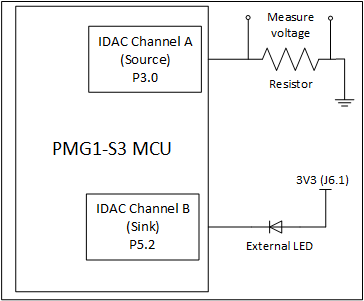 IDAC Channel A
(Source)
P3.0
Measure
voltage
Resistor
PMG1-S3 MCU
3V3 (J6.1)
IDAC Channel B
(Sink)
P5.2
External LED